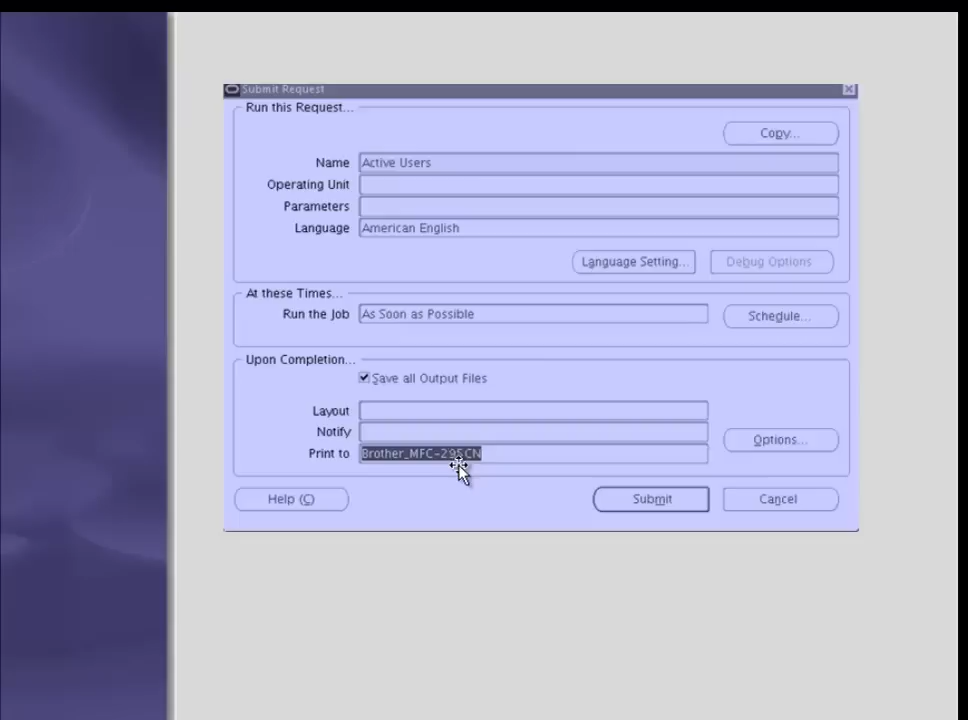 Submit Request
Run this Request...
Copy...
Name Active Users
Operating Unit
Parameters
Language American English
Language Setting... Debug Options
At these Times...
Run the Job As Soon as Possible Schedule...
Upon Completion...
Save all Output Files
Layout
Notify Options...
Print to Brother_MFC-295CN
Help (C) Submit Cancel